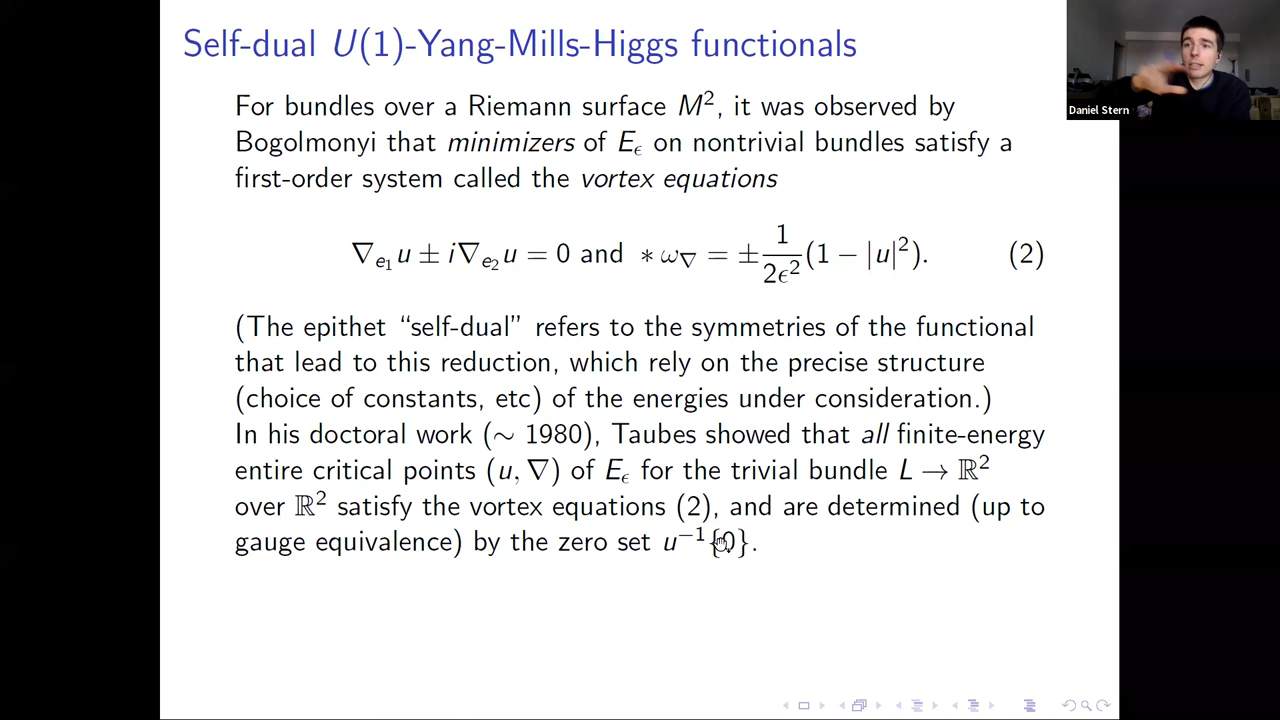 Self-dual U(1)-Yang-Mills-Higgs functionals
For bundles over a Riemann surface M², it was observed by
Bogolmonyi that minimizers of E_ϵ on nontrivial bundles satisfy a
first-order system called the vortex equations
∇_{e_1} u ± i∇_{e_2} u = 0 and ∗ω_∇ = ± \frac{1}{2ϵ²}(1 − |u|²). (2)
(The epithet “self-dual” refers to the symmetries of the functional
that lead to this reduction, which rely on the precise structure
(choice of constants, etc) of the energies under consideration.)
In his doctoral work (∼ 1980), Taubes showed that all finite-energy
entire critical points (u, ∇) of E_ϵ for the trivial bundle L → ℝ²
over ℝ² satisfy the vortex equations (2), and are determined (up to
gauge equivalence) by the zero set u⁻¹{0}.
Daniel Stern